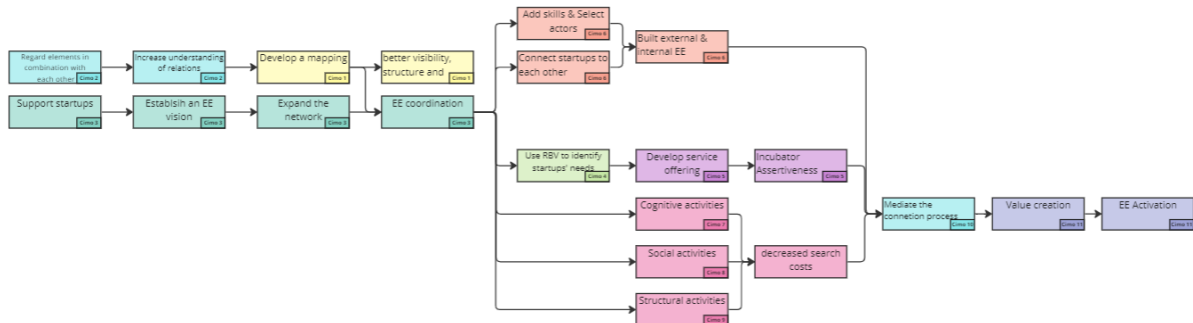 Add skills & Select
actors
Cimo 6
Built external &
internal EE
Cimo 6
Regard elements in
combination with
each other
Cimo 2
Increase understanding
of relations
Cimo 2
Develop a mapping
Cimo 1
better visibility,
structure and
Cimo 1
Connect startups to
each other
Cimo 6
Support startups
Cimo 3
Establsih an EE
vision
Cimo 3
Expand the
network
Cimo 3
EE coordination
Cimo 3
Use RBV to identify
startups' needs
Cimo 4
Develop service
offering
Cimo 5
Incubator
Assertiveness
Cimo 5
Cognitive activities
Cimo 7
Mediate the
connetion process
Cimo 10
Value creation
Cimo 11
EE Activation
Cimo 11
Social activities
Cimo 8
decreased search
costs
Structural activities
Cimo 9